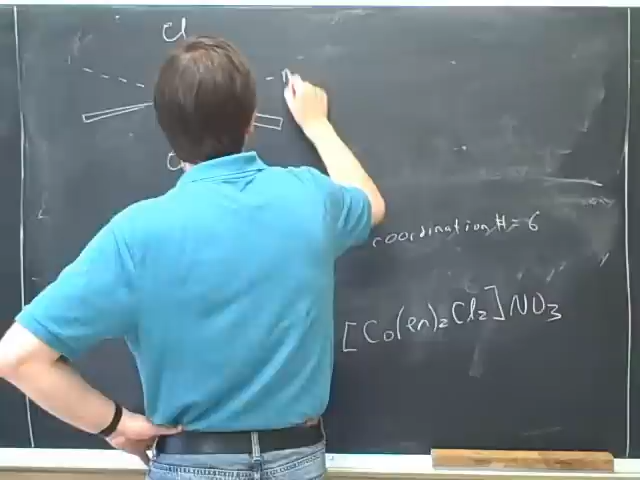 Cl
coordination # = 6
[Co(en)₂Cl₂]NO₃